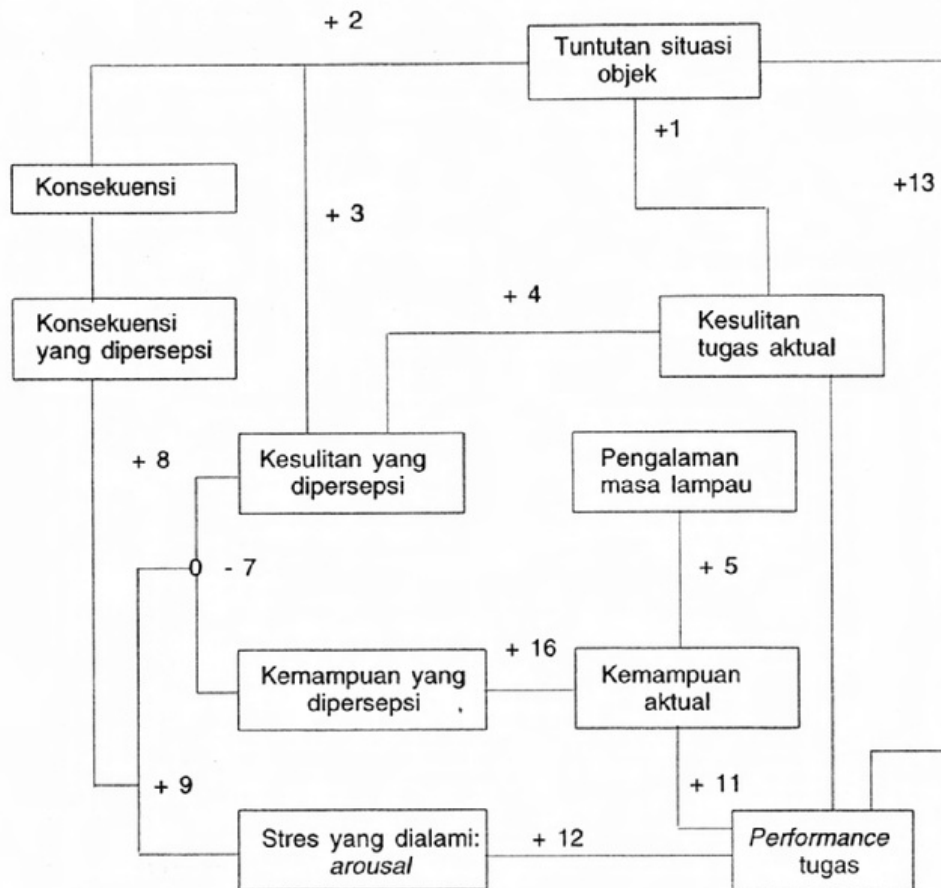 + 2
Tuntutan situasi
objek
+1
+13
Konsekuensi
+ 3
+ 4
Konsekuensi
yang dipersepsi
Kesulitan
tugas aktual
+ 8
Kesulitan yang
dipersepsi
Pengalaman
masa lampau
0 - 7
+ 5
Kemampuan yang
dipersepsi
+ 16
Kemampuan
aktual
+ 9
+ 11
Stres yang dialami:
arousal
+ 12
Performance
tugas